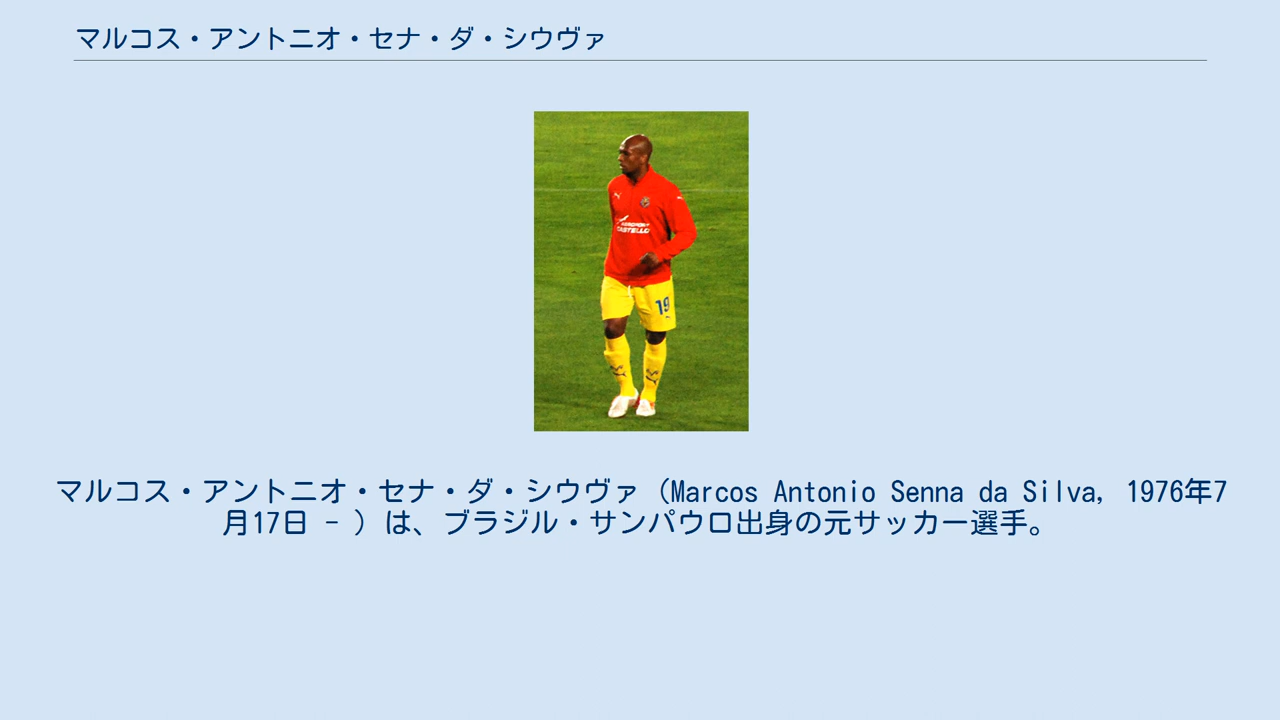 マルコス・アントニオ・セナ・ダ・シウヴァ
AEROPORT
CASTELLÓ
19
マルコス・アントニオ・セナ・ダ・シウヴァ（Marcos Antonio Senna da Silva, 1976年7
月17日 - ）は、ブラジル・サンパウロ出身の元サッカー選手。